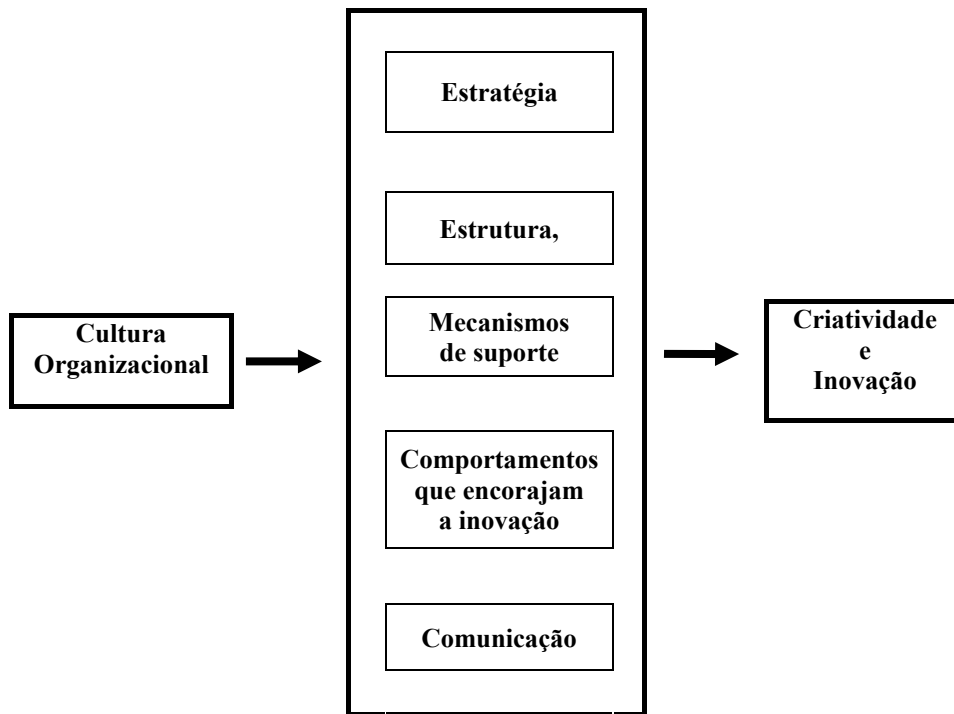 Estratégia
Estrutura,
Cultura
Organizacional
Mecanismos
de suporte
Criatividade
e
Inovação
Comportamentos
que encorajam
a inovação
Comunicação